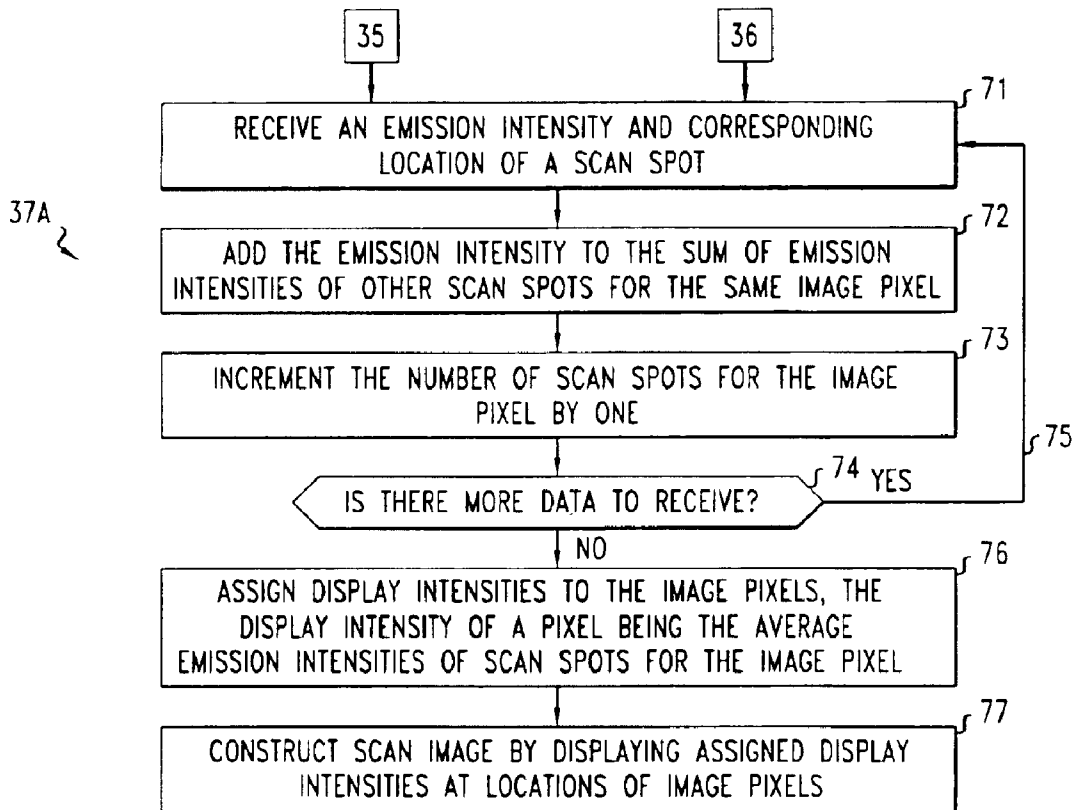 35
36
71
RECEIVE AN EMISSION INTENSITY AND CORRESPONDING
LOCATION OF A SCAN SPOT
37A
72
ADD THE EMISSION INTENSITY TO THE SUM OF EMISSION
INTENSITIES OF OTHER SCAN SPOTS FOR THE SAME IMAGE PIXEL
73
INCREMENT THE NUMBER OF SCAN SPOTS FOR THE IMAGE
PIXEL BY ONE
75
74
YES
IS THERE MORE DATA TO RECEIVE?
NO
76
ASSIGN DISPLAY INTENSITIES TO THE IMAGE PIXELS, THE
DISPLAY INTENSITY OF A PIXEL BEING THE AVERAGE
EMISSION INTENSITIES OF SCAN SPOTS FOR THE IMAGE PIXEL
77
CONSTRUCT SCAN IMAGE BY DISPLAYING ASSIGNED DISPLAY
INTENSITIES AT LOCATIONS OF IMAGE PIXELS